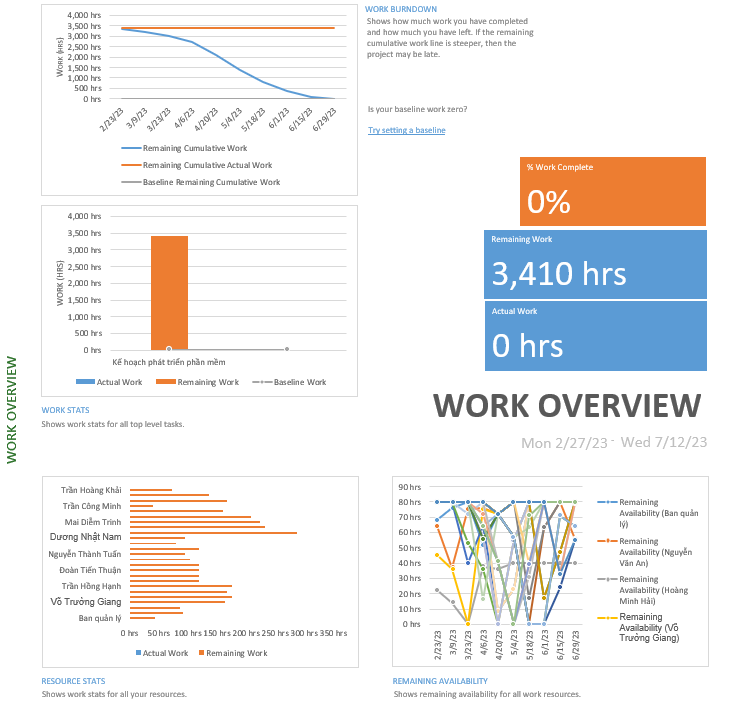 4,000 hrs
3,500 hrs
3,000 hrs
2,500 hrs
2,000 hrs
1,500 hrs
1,000 hrs
500 hrs
0 hrs
WORK (HRS)
2/23/23
3/9/23
3/23/23
4/6/23
4/20/23
5/4/23
5/18/23
6/1/23
6/15/23
6/29/23
Remaining Cumulative Work
Remaining Cumulative Actual Work
Baseline Remaining Cumulative Work
WORK BURNDOWN
Shows how much work you have completed
and how much you have left. If the remaining
cumulative work line is steeper, then the
project may be late.
Is your baseline work zero?
Try setting a baseline
% Work Complete
0%
Remaining Work
3,410 hrs
Actual Work
0 hrs
4,000 hrs
3,500 hrs
3,000 hrs
2,500 hrs
2,000 hrs
1,500 hrs
1,000 hrs
500 hrs
0 hrs
WORK (HRS)
Kế hoạch phát triển phần mềm
Actual Work
Remaining Work
Baseline Work
WORK STATS
Shows work stats for all top level tasks.
WORK OVERVIEW
WORK OVERVIEW
Mon 2/27/23 - Wed 7/12/23
Trần Hoàng Khải
Trần Công Minh
Mai Diễm Trinh
Dương Nhật Nam
Nguyễn Thành Tuấn
Đoàn Tiến Thuận
Trần Hồng Hạnh
Võ Trưởng Giang
Ban quản lý
0 hrs 50 hrs 100 hrs 150 hrs 200 hrs 250 hrs 300 hrs 350 hrs
Actual Work
Remaining Work
RESOURCE STATS
Shows work stats for all your resources.
90 hrs
80 hrs
70 hrs
60 hrs
50 hrs
40 hrs
30 hrs
20 hrs
10 hrs
0 hrs
2/23/23
3/9/23
3/23/23
4/6/23
4/20/23
5/4/23
5/18/23
6/1/23
6/15/23
6/29/23
Remaining
Availability (Ban quản
lý)
Remaining
Availability (Nguyễn
Văn An)
Remaining
Availability (Hoàng
Minh Hải)
Remaining
Availability (Võ
Trưởng Giang)
REMAINING AVAILABILITY
Shows remaining availability for all work resources.